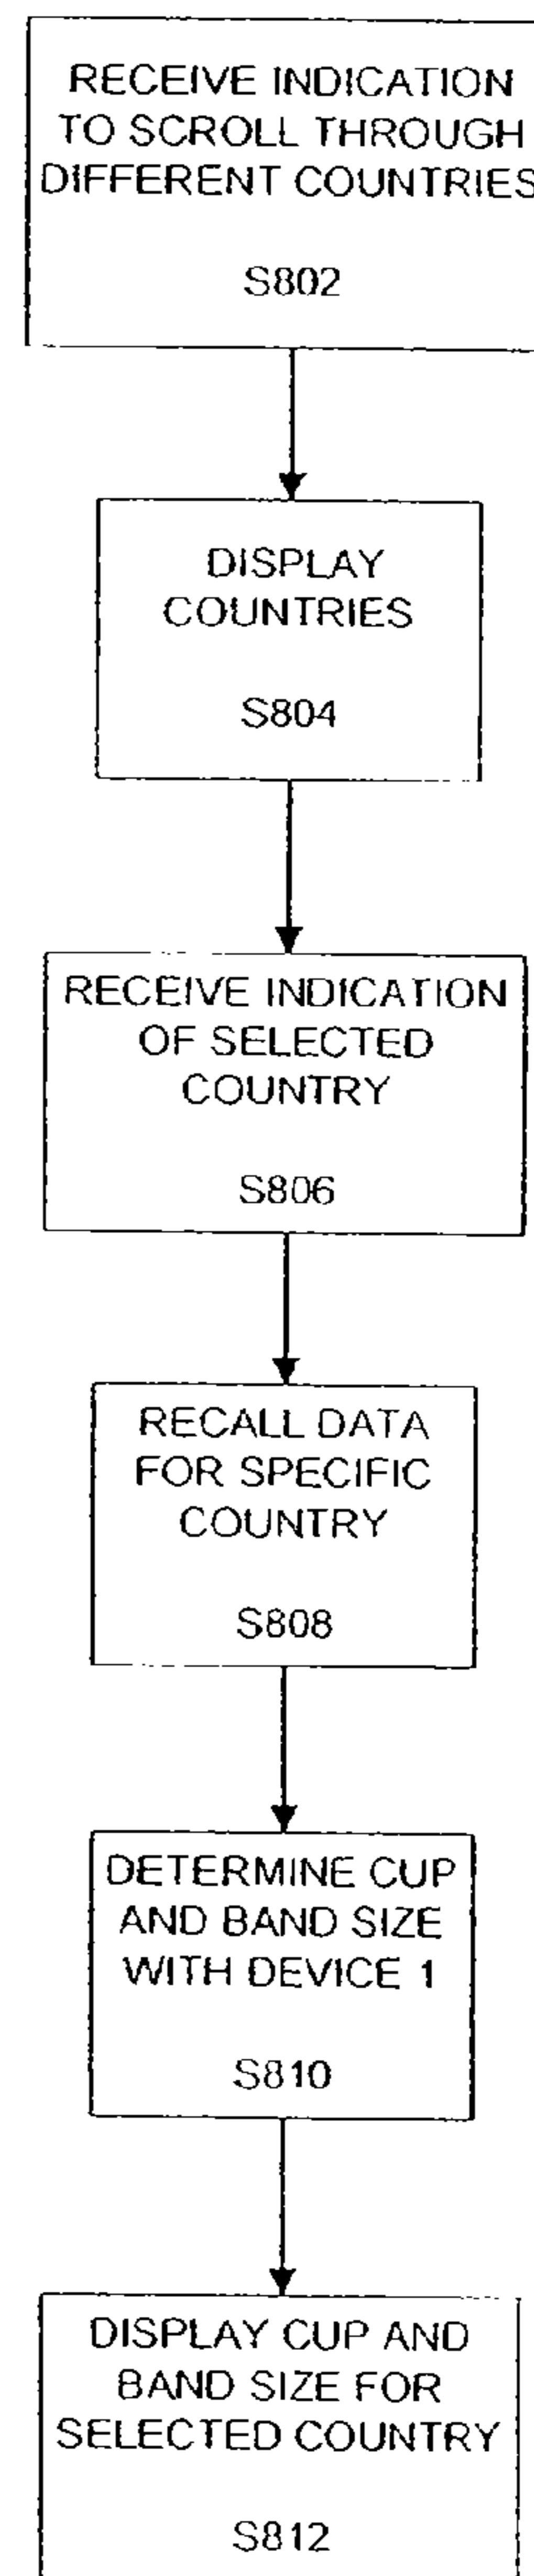 RECEIVE INDICATION
TO SCROLL THROUGH
DIFFERENT COUNTRIES
S802
DISPLAY
COUNTRIES
S804
RECEIVE INDICATION
OF SELECTED
COUNTRY
S806
RECALL DATA
FOR SPECIFIC
COUNTRY
S808
DETERMINE CUP
AND BAND SIZE
WITH DEVICE 1
S810
DISPLAY CUP AND
BAND SIZE FOR
SELECTED COUNTRY
S812